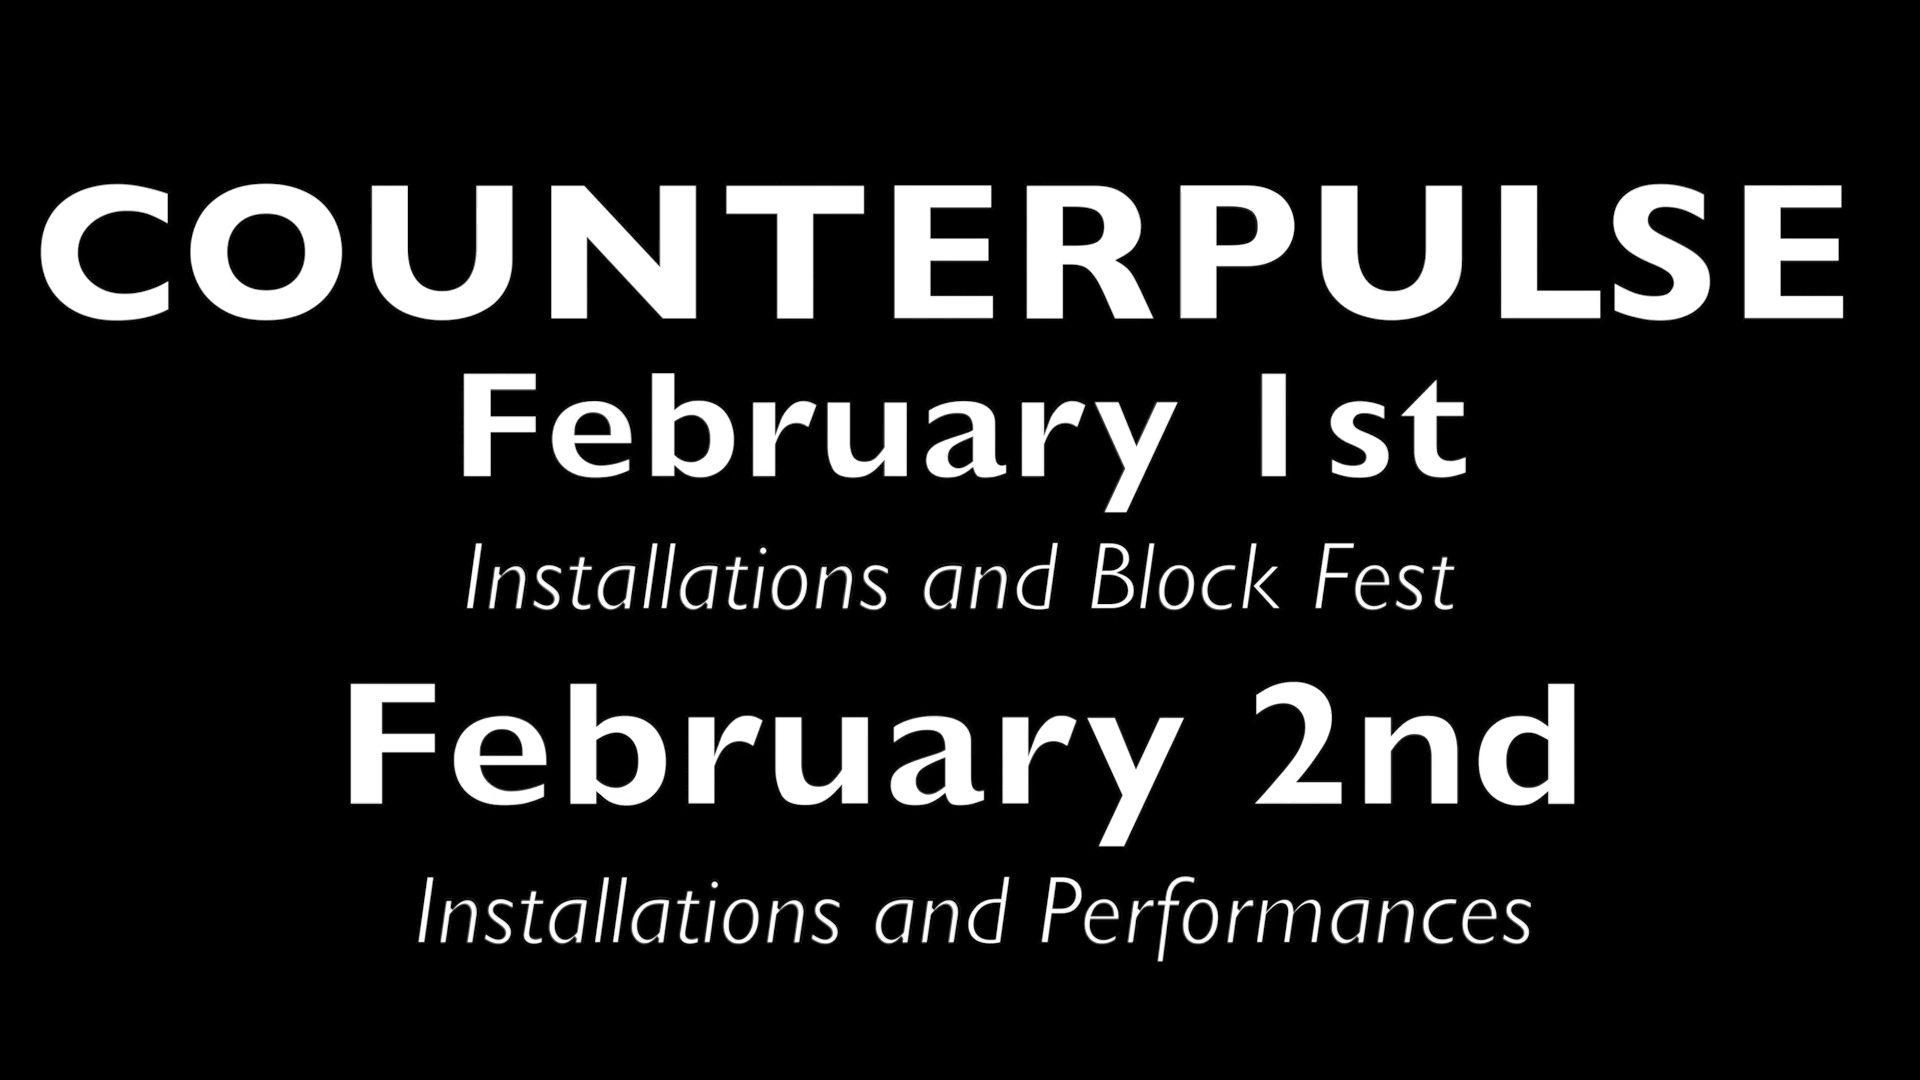 COUNTERPULSE
February 1st
Installations and Block Fest
February 2nd
Installations and Performances